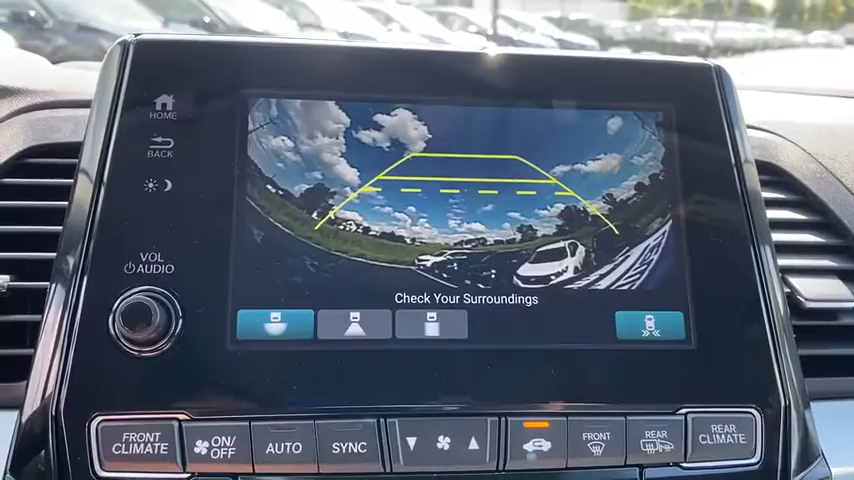 HOME
BACK
VOL
AUDIO
Check Your Surroundings
FRONT
CLIMATE
ON/
OFF
AUTO
SYNC
FRONT
REAR
REAR
CLIMATE